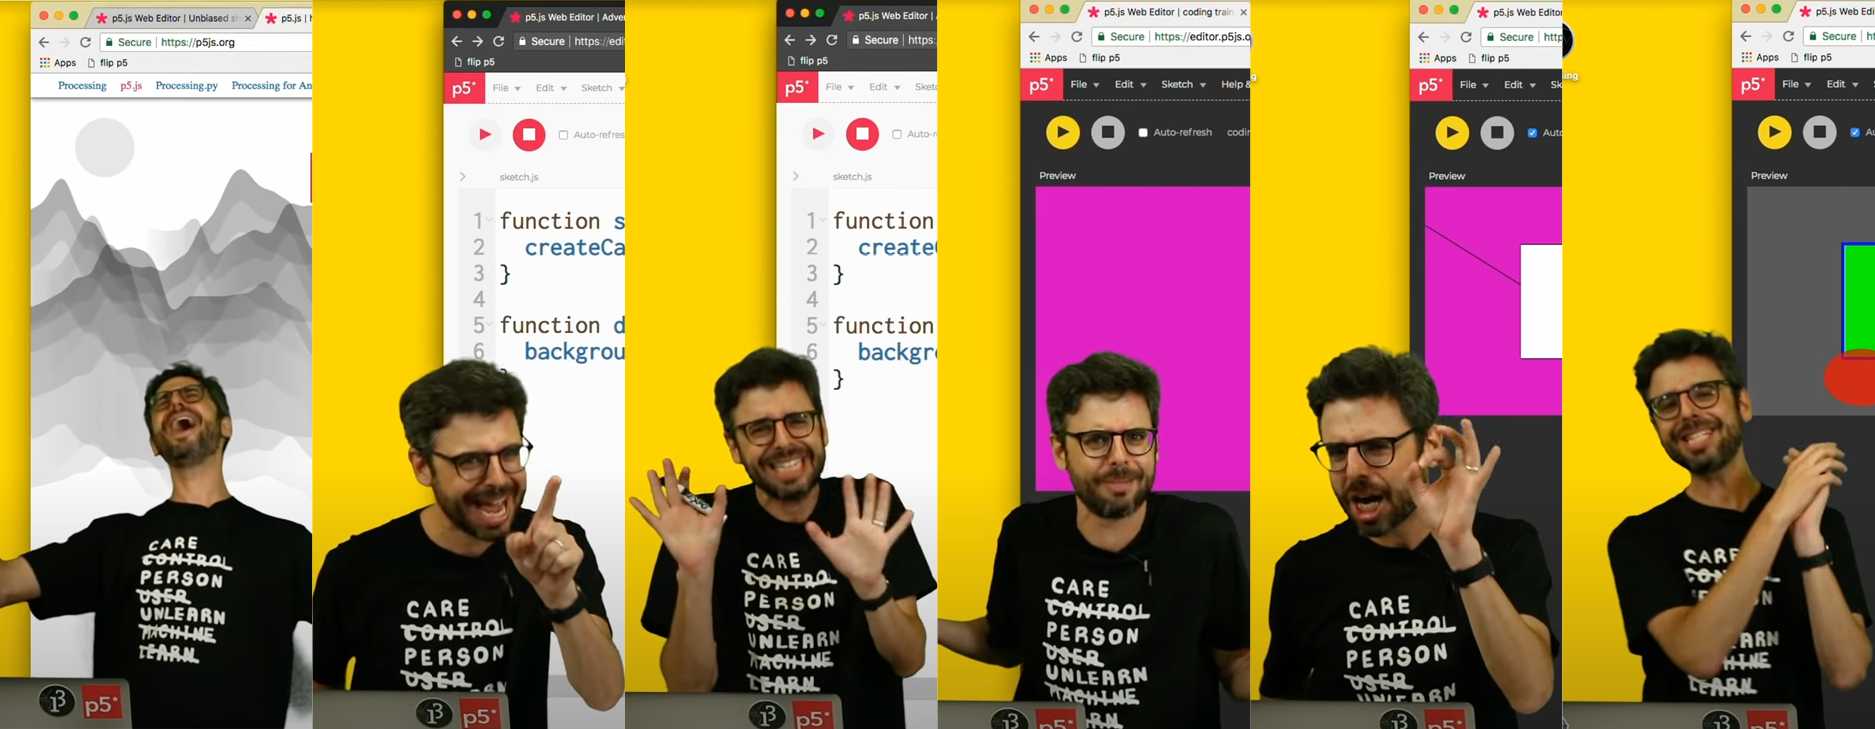 p5.js Web Editor | Unbiased s
p5.js |
Secure | https://p5js.org
Apps flip p5
Processing p5.js Processing.py Processing for An
CARE
CONTROL
PERSON
USER
UNLEARN
MACHINE
LEARN
p5*
p5.js Web Editor | Adve
Secure | https://edi
flip p5
p5* File Edit Sketch
Auto-refres
sketch.js
1 function s
2 createCa
3 }
4
5 function d
6 backgrou
CARE
CONTROL
PERSON
USER
p5*
p5.js Web Editor |
Secure | https:
flip p5
p5* File Edit Sketc
Auto-r
sketch.js
1 function
2 create
3 }
4
5 function
6 backgr
}
CARE
CONTROL
PERSON
USER
UNLEARN
MACHINE
LEARN
p5*
p5.js Web Editor | coding train
Secure | https://editor.p5js.o
Apps flip p5
p5* File Edit Sketch Help &
Auto-refresh codin
Preview
CARE
CONTROL
PERSON
USER
UNLEARN
MACHINE
p5*
p5.js Web Editor
Secure | http
Apps flip p5
p5* File Edit Sk
Auto
Preview
CARE
CONTROL
PERSON
USER
UNLEARN
p5*
ing
p5.js Web Edito
Secure | ht
Apps flip p5
p5* File Edit
Au
Preview
CARE
LEARN
p5*